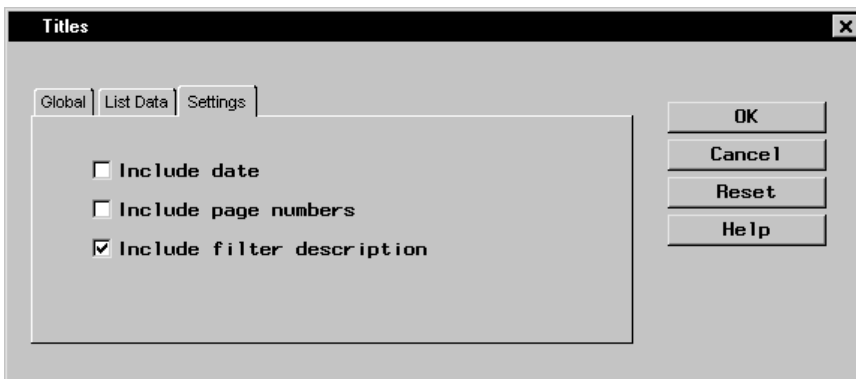 Titles
Global List Data Settings
Include date
Include page numbers
Include filter description
OK
Cancel
Reset
Help